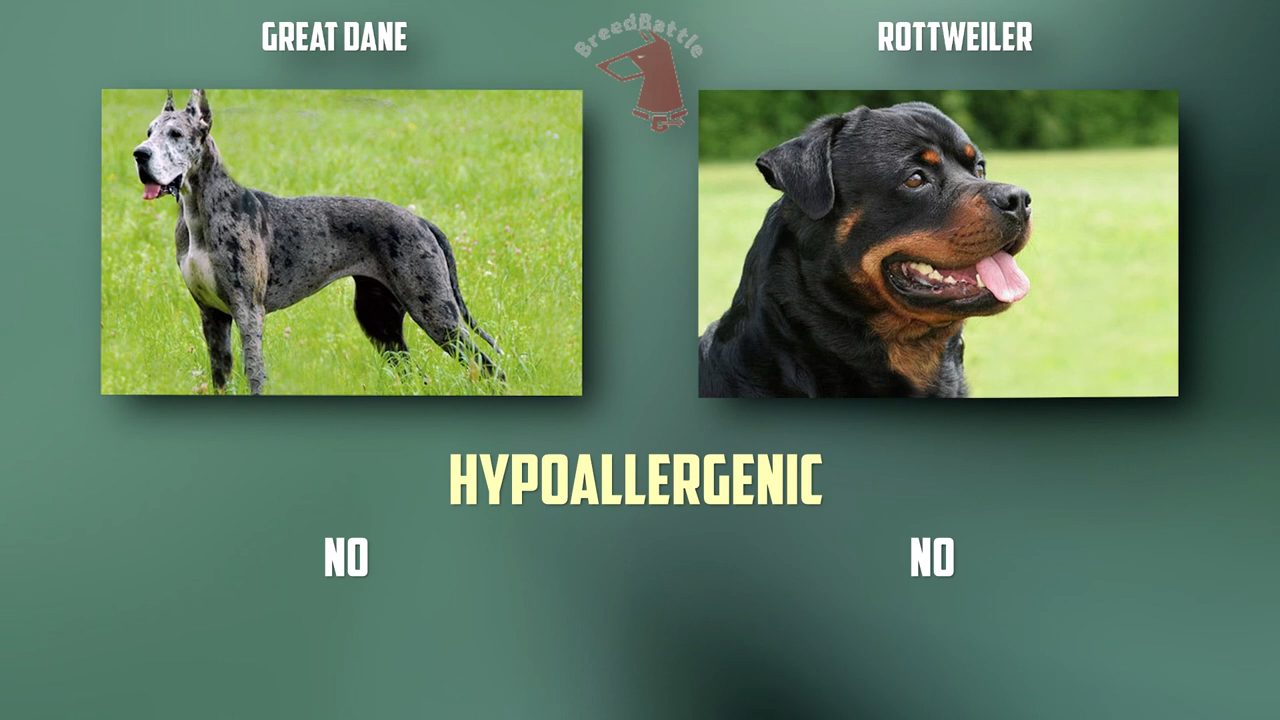 GREAT DANE
BreedBattle
ROTTWEILER
HYPOALLERGENIC
NO
NO